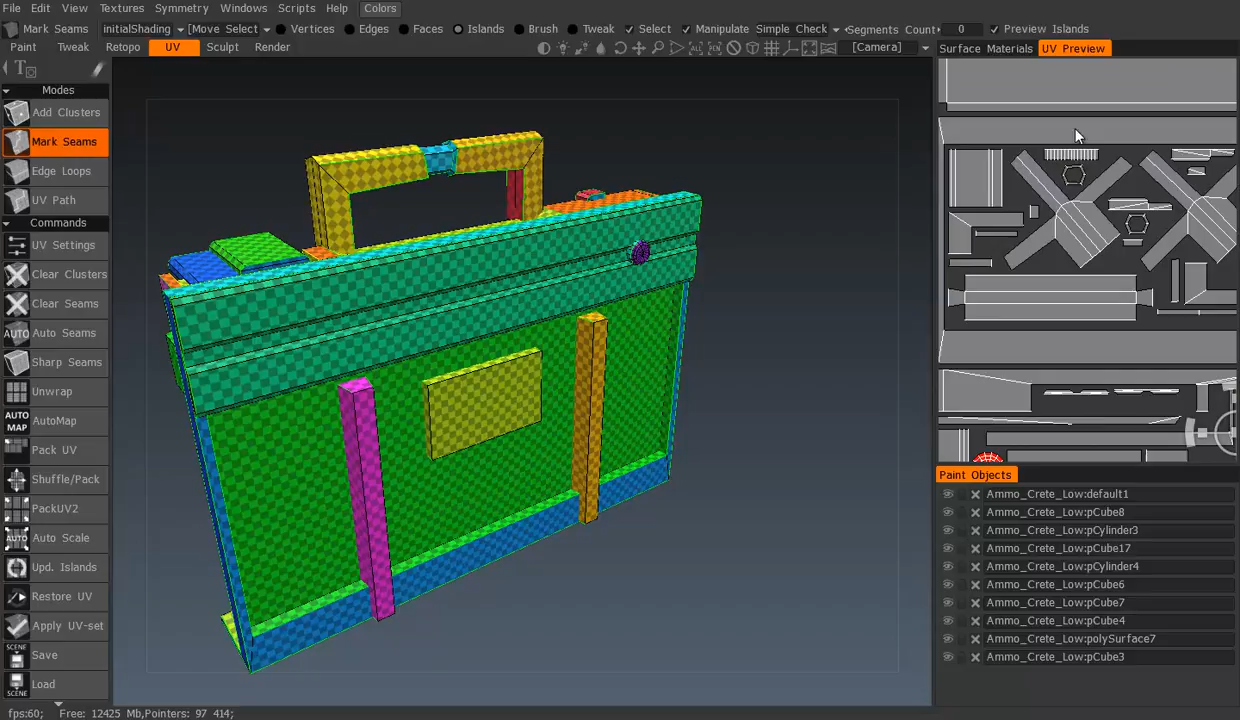 File Edit View Textures Symmetry Windows Scripts Help Colors
Mark Seams initialShading [Move Select] Vertices Edges Faces Islands Brush Tweak Select Manipulate Simple Check Segments Count 0 Preview Islands
Paint Tweak Retopo UV Sculpt Render [Camera] Surface Materials UV Preview
Modes
Add Clusters
Mark Seams
Edge Loops
UV Path
Commands
UV Settings
Clear Clusters
Clear Seams
AUTO Auto Seams
Sharp Seams
Unwrap
AUTO MAP AutoMap
Pack UV
Shuffle/Pack
PackUV2
AUTO Auto Scale
Upd. Islands
Restore UV
Apply UV-set
SCENE Save
Load
SCENE
Paint Objects
Ammo_Crete_Low:default1
Ammo_Crete_Low:pCube8
Ammo_Crete_Low:pCylinder3
Ammo_Crete_Low:pCube17
Ammo_Crete_Low:pCylinder4
Ammo_Crete_Low:pCube6
Ammo_Crete_Low:pCube7
Ammo_Crete_Low:pCube4
Ammo_Crete_Low:polySurface7
Ammo_Crete_Low:pCube3
fps:60; Free: 12425 Mb,Pointers: 97 414;